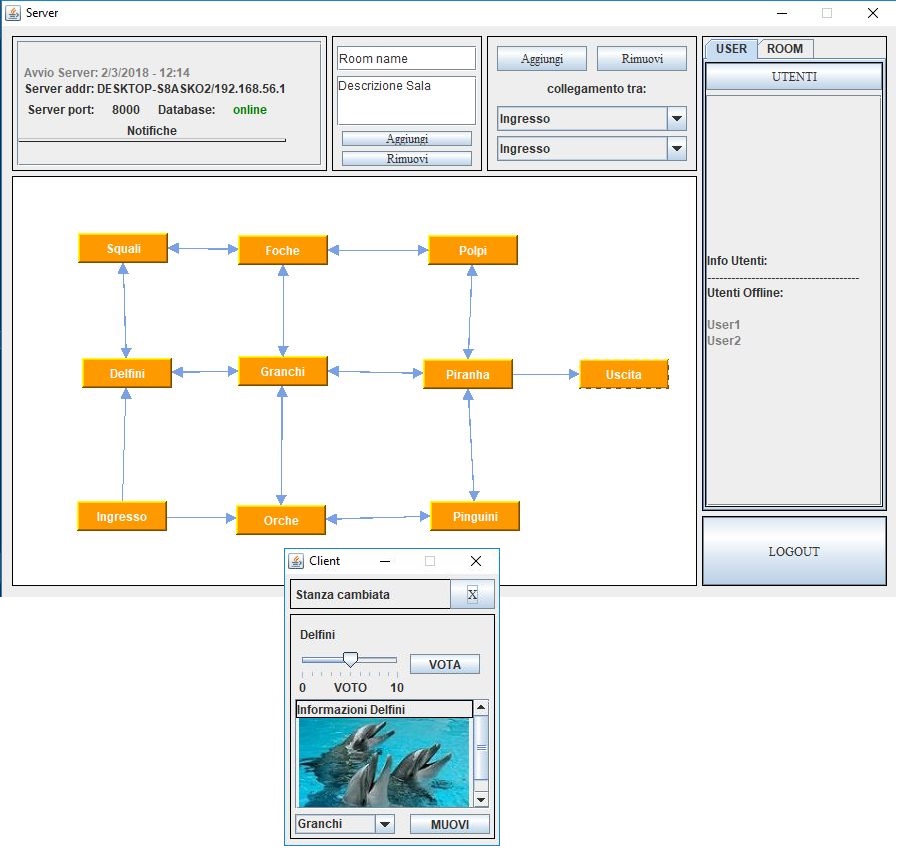 Server
Avvio Server: 2/3/2018 - 12:14
Server addr: DESKTOP-S8ASKO2/192.168.56.1
Server port: 8000 Database: online
Notifiche
Room name
Descrizione Sala
Aggiungi
Rimuovi
Aggiungi Rimuovi
collegamento tra:
Ingresso
Ingresso
USER ROOM
UTENTI
Info Utenti:
------------------------------------
Utenti Offline:
User1
User2
LOGOUT
Squali Foche Polpi
Delfini Granchi Piranha Uscita
Ingresso Orche Pinguini
Client
Stanza cambiata X
Delfini
VOTA
0 VOTO 10
Informazioni Delfini
Granchi MUOVI